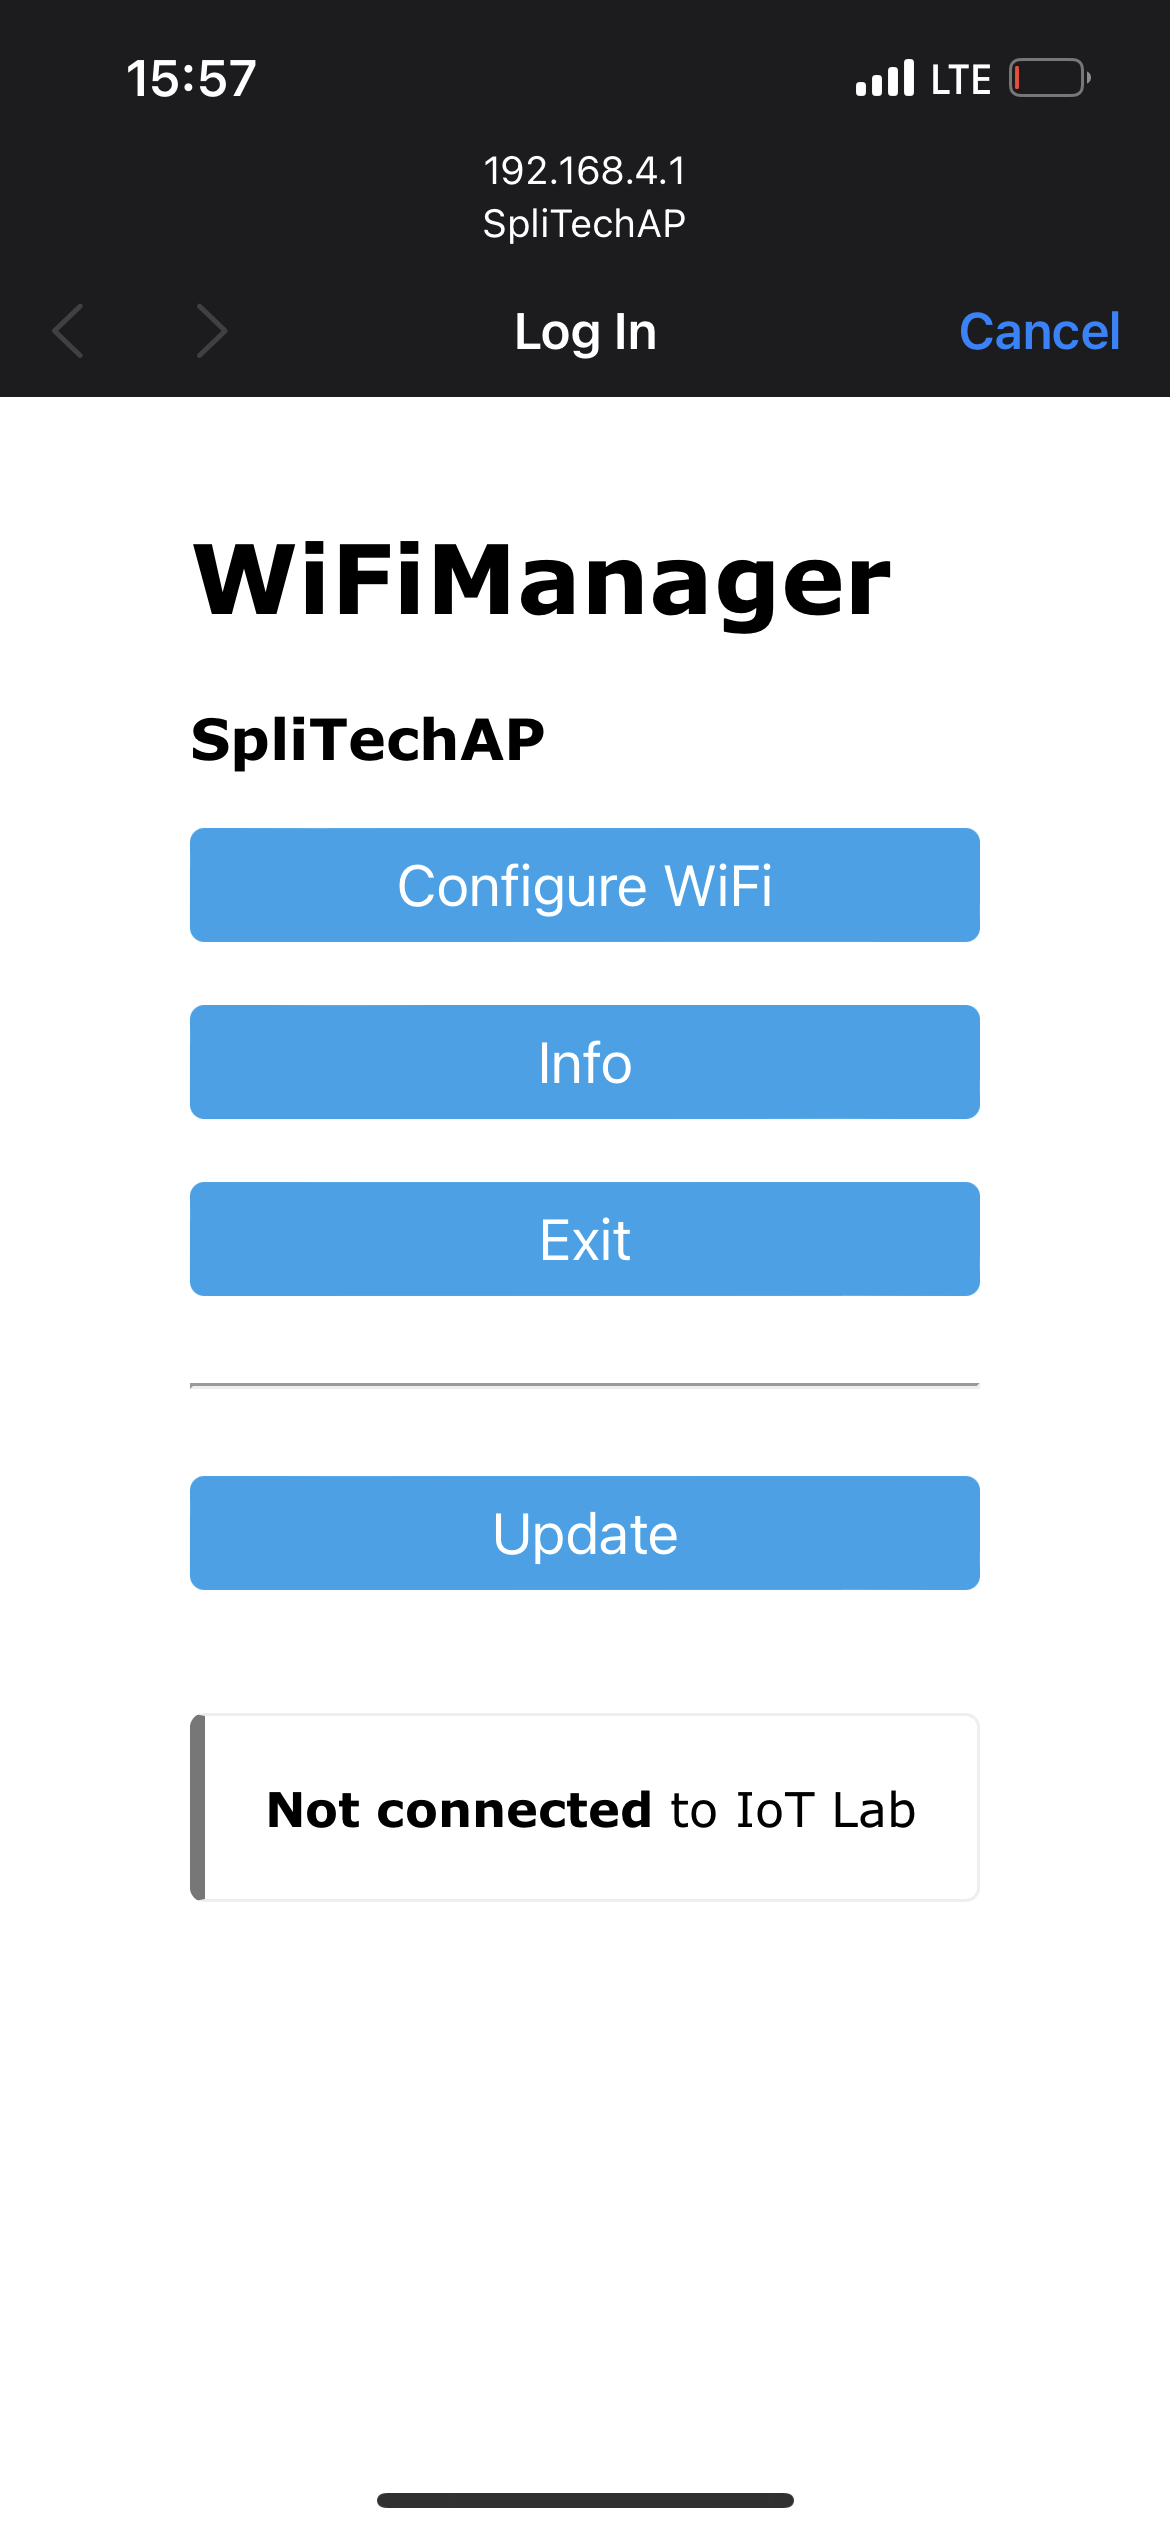 15:57 LTE
192.168.4.1
SpliTechAP
Log In Cancel
WiFiManager
SpliTechAP
Configure WiFi
Info
Exit
Update
Not connected to IoT Lab